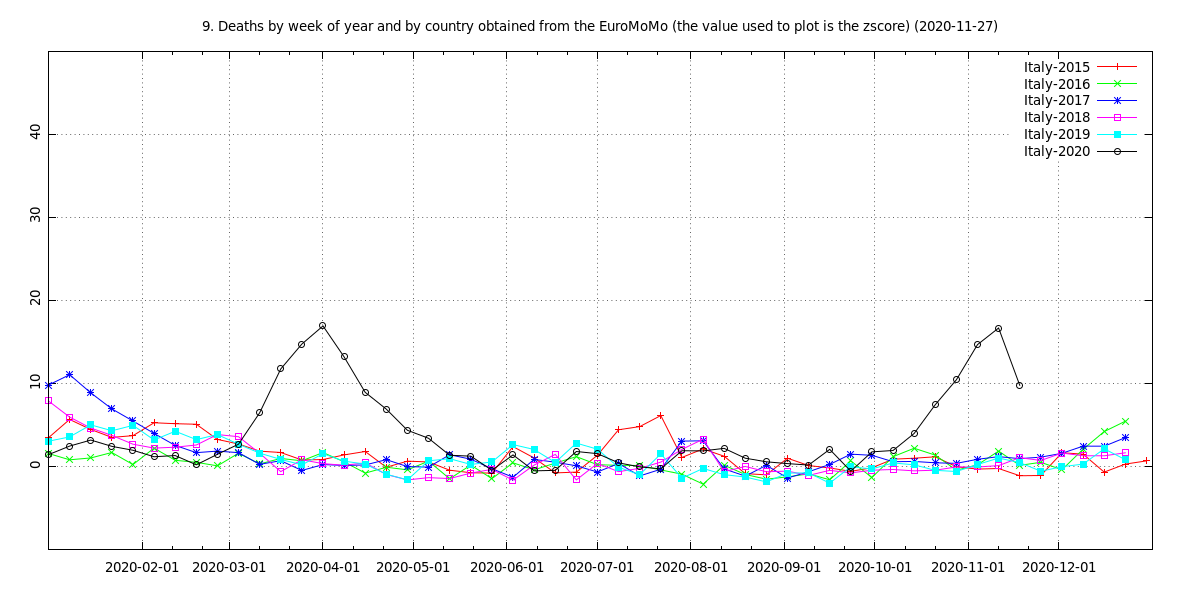 9. Deaths by week of year and by country obtained from the EuroMoMo (the value used to plot is the zscore) (2020-11-27)
Italy-2015
Italy-2016
Italy-2017
Italy-2018
Italy-2019
Italy-2020
40
30
20
10
0
2020-02-01 2020-03-01 2020-04-01 2020-05-01 2020-06-01 2020-07-01 2020-08-01 2020-09-01 2020-10-01 2020-11-01 2020-12-01